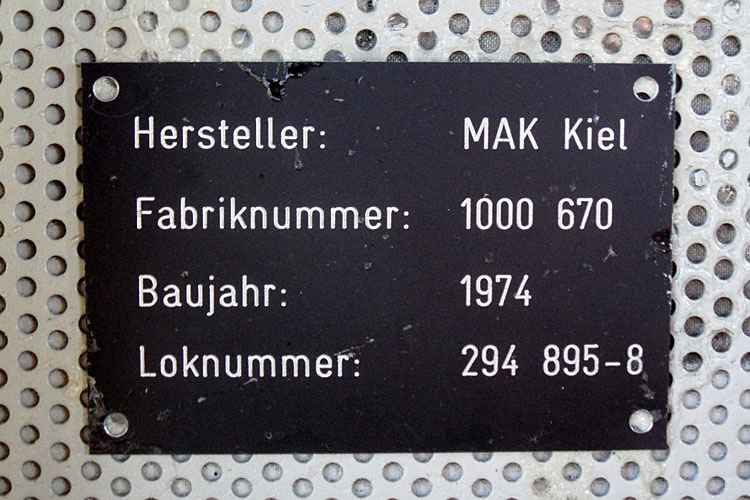 Hersteller: MAK Kiel
Fabriknummer: 1000 670
Baujahr: 1974
Loknummer: 294 895-8